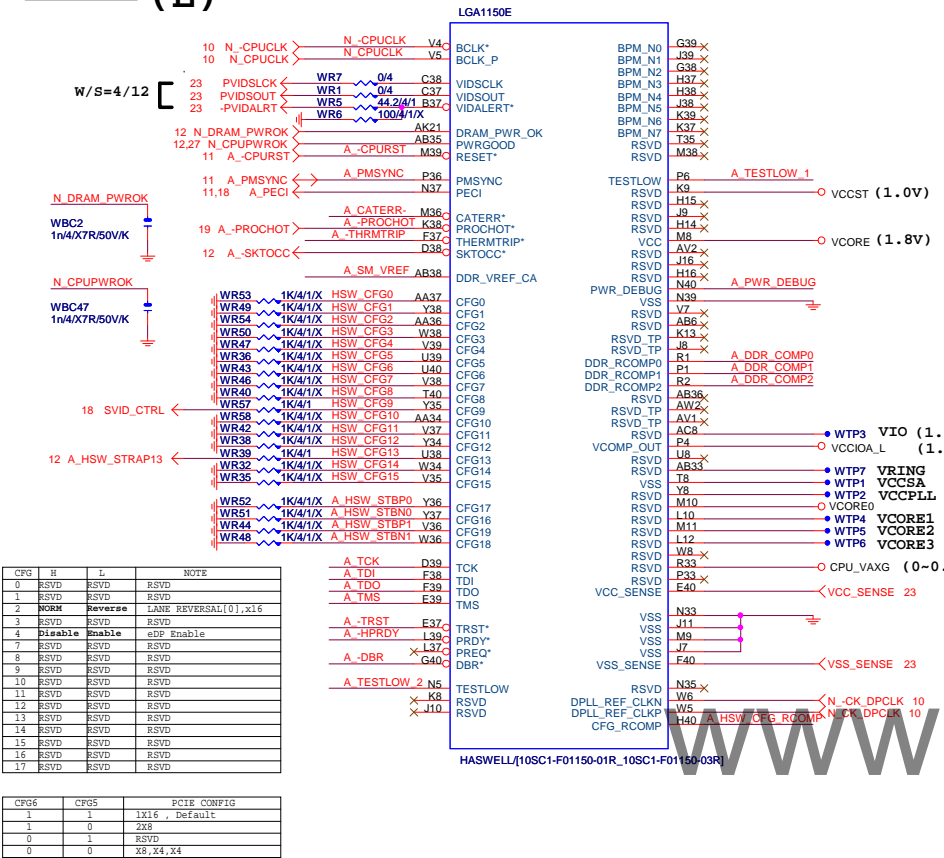 (E)
LGA1150E
10 N_-CPUCLK N_-CPUCLK V4 BCLK* BPM_N0 G39
10 N_CPUCLK N_CPUCLK V5 BCLK_P BPM_N1 J39
BPM_N2 G38
W/S=4/12
23 PVIDSLCK WR7 0/4 C38 VIDSCLK BPM_N3 H37
23 PVIDSOUT WR1 0/4 C37 VIDSOUT BPM_N4 H38
23 -PVIDALRT WR5 44.2/4/1 B37 VIDALERT* BPM_N5 J38
WR6 100/4/1/X BPM_N6 K39
12 N_DRAM_PWROK AK21 DRAM_PWR_OK BPM_N7 K37
12,27 N_CPUPWROK AB35 PWRGOOD RSVD T35
11 A_-CPURST A_-CPURST M39 RESET* RSVD M38
11 A_PMSYNC A_PMSYNC P36 PMSYNC TESTLOW P6 A_TESTLOW_1
11,18 A_PECI N37 PECI RSVD K9 VCCST (1.0V)
RSVD H15
A_CATERR- M36 CATERR* RSVD J9
19 A_-PROCHOT A_-PROCHOT K38 PROCHOT* RSVD H14
A_-THRMTRIP F37 THERMTRIP* VCC M8 VCORE (1.8V)
12 A_-SKTOCC D38 SKTOCC* RSVD AV2
RSVD J16
A_SM_VREF AB38 DDR_VREF_CA RSVD H16
PWR_DEBUG N40 A_PWR_DEBUG
N_DRAM_PWROK
WBC2
1n/4/X7R/50V/K
N_CPUPWROK
WBC47
1n/4/X7R/50V/K
WR53 1K/4/1/X HSW_CFG0 AA37 CFG0 VSS N39
WR49 1K/4/1/X HSW_CFG1 Y38 CFG1 RSVD V7
WR54 1K/4/1/X HSW_CFG2 AA36 CFG2 RSVD AB6
WR50 1K/4/1/X HSW_CFG3 W38 CFG3 RSVD_TP K13
WR47 1K/4/1/X HSW_CFG4 V39 CFG4 RSVD_TP J8
WR36 1K/4/1/X HSW_CFG5 U39 CFG5 DDR_RCOMP0 R1 A_DDR_COMP0
WR43 1K/4/1/X HSW_CFG6 U40 CFG6 DDR_RCOMP1 P1 A_DDR_COMP1
WR46 1K/4/1/X HSW_CFG7 V38 CFG7 DDR_RCOMP2 R2 A_DDR_COMP2
WR40 1K/4/1/X HSW_CFG8 T40 CFG8 RSVD AB36
18 SVID_CTRL WR57 1K/4/1 HSW_CFG9 Y35 CFG9 RSVD_TP AW2
WR58 1K/4/1/X HSW_CFG10 AA34 CFG10 RSVD_TP AV1
WR42 1K/4/1/X HSW_CFG11 V37 CFG11 RSVD AC8 WTP3 VIO (1.
WR38 1K/4/1/X HSW_CFG12 Y34 CFG12 VCOMP_OUT P4 VCCIOA_L (1.
12 A_HSW_STRAP13 WR39 1K/4/1 HSW_CFG13 U38 CFG13 RSVD U8
WR32 1K/4/1/X HSW_CFG14 W34 CFG14 RSVD AB33 WTP7 VRING
WR35 1K/4/1/X HSW_CFG15 V35 CFG15 VSS T8 WTP1 VCCSA
RSVD Y8 WTP2 VCCPLL
WR52 1K/4/1/X A_HSW_STBP0 Y36 CFG17 RSVD M10 VCORE0
WR51 1K/4/1/X A_HSW_STBN0 Y37 CFG16 RSVD L10 WTP4 VCORE1
WR44 1K/4/1/X A_HSW_STBP1 V36 CFG19 RSVD M11 WTP5 VCORE2
WR48 1K/4/1/X A_HSW_STBN1 W36 CFG18 RSVD L12 WTP6 VCORE3
RSVD W8
A_TCK D39 TCK RSVD R33 CPU_VAXG (0~0.
A_TDI F38 TDI RSVD P33
A_TDO F39 TDO VCC_SENSE E40 VCC_SENSE 23
A_TMS E39 TMS
A_-TRST E37 TRST* VSS N33
A_-HPRDY L39 PRDY* VSS J11
L37 PREQ* VSS M9
A_-DBR G40 DBR* VSS J7
VSS_SENSE F40 VSS_SENSE 23
A_TESTLOW_2 N5 TESTLOW RSVD N35
K8 RSVD DPLL_REF_CLKN W6 N_-CK_DPCLK 10
J10 RSVD DPLL_REF_CLKP W5 N_CK_DPCLK 10
CFG_RCOMP H40 A_HSW_CFG_RCOMP
HASWELL/[10SC1-F01150-01R_10SC1-F01150-03R]
WWW
CFG H L NOTE
0 RSVD RSVD RSVD
1 RSVD RSVD RSVD
2 NORM Reverse LANE REVERSAL[0],x16
3 RSVD RSVD RSVD
4 Disable Enable eDP Enable
7 RSVD RSVD RSVD
8 RSVD RSVD RSVD
9 RSVD RSVD RSVD
10 RSVD RSVD RSVD
11 RSVD RSVD RSVD
12 RSVD RSVD RSVD
13 RSVD RSVD RSVD
14 RSVD RSVD RSVD
15 RSVD RSVD RSVD
16 RSVD RSVD RSVD
17 RSVD RSVD RSVD
CFG6 CFG5 PCIE CONFIG
1 1 1X16 , Default
1 0 2X8
0 1 RSVD
0 0 X8,X4,X4